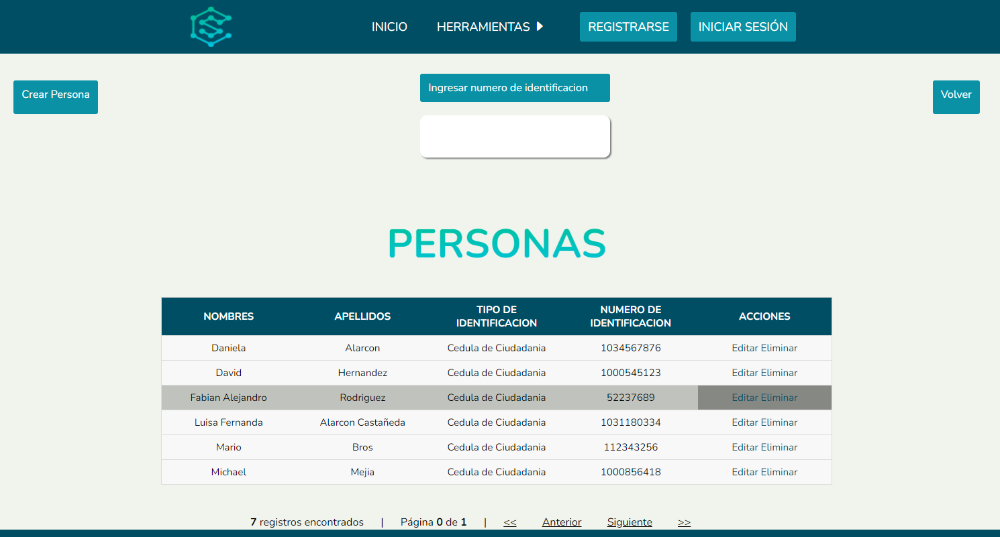 INICIO HERRAMIENTAS REGISTRARSE INICIAR SESIÓN
Crear Persona
Ingresar numero de identificacion
Volver
PERSONAS
NOMBRES APELLIDOS TIPO DE IDENTIFICACION NUMERO DE IDENTIFICACION ACCIONES
Daniela Alarcon Cedula de Ciudadania 1034567876 Editar Eliminar
David Hernandez Cedula de Ciudadania 1000545123 Editar Eliminar
Fabian Alejandro Rodriguez Cedula de Ciudadania 52237689 Editar Eliminar
Luisa Fernanda Alarcon Castañeda Cedula de Ciudadania 1031180334 Editar Eliminar
Mario Bros Cedula de Ciudadania 112343256 Editar Eliminar
Michael Mejia Cedula de Ciudadania 1000856418 Editar Eliminar
7 registros encontrados | Página 0 de 1 | << Anterior Siguiente >>